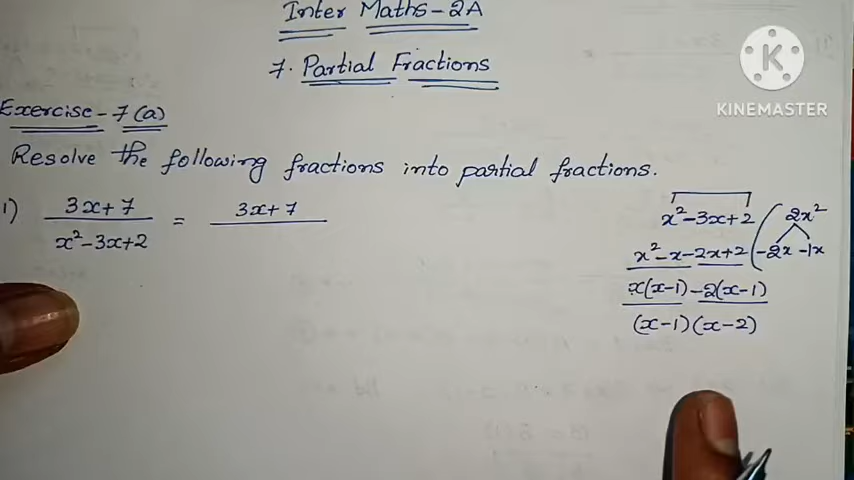 Inter Maths-2A
7. Partial Fractions
K
KINEMASTER
Exercise-7(a)
Resolve the following fractions into partial fractions.
1) 3x+7 / x²-3x+2 = 3x+7
x²-3x+2
2x²
x²-x-2x+2
-2x -1x
x(x-1)-2(x-1)
(x-1)(x-2)